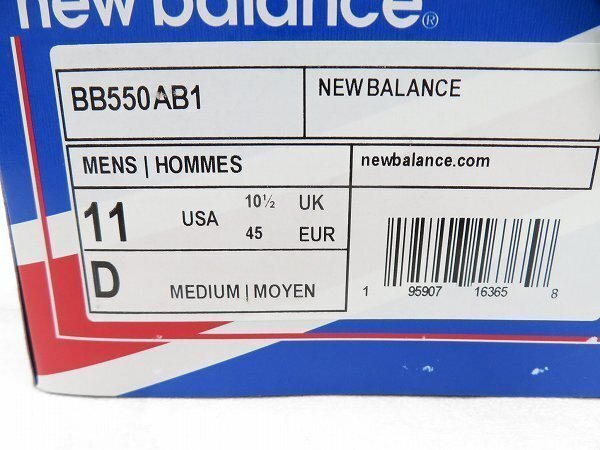 new balance®
BB550AB1
NEW BALANCE
MENS | HOMMES
newbalance.com
11 USA 10½ UK
45 EUR
D MEDIUM | MOYEN
1 95907 16365 8